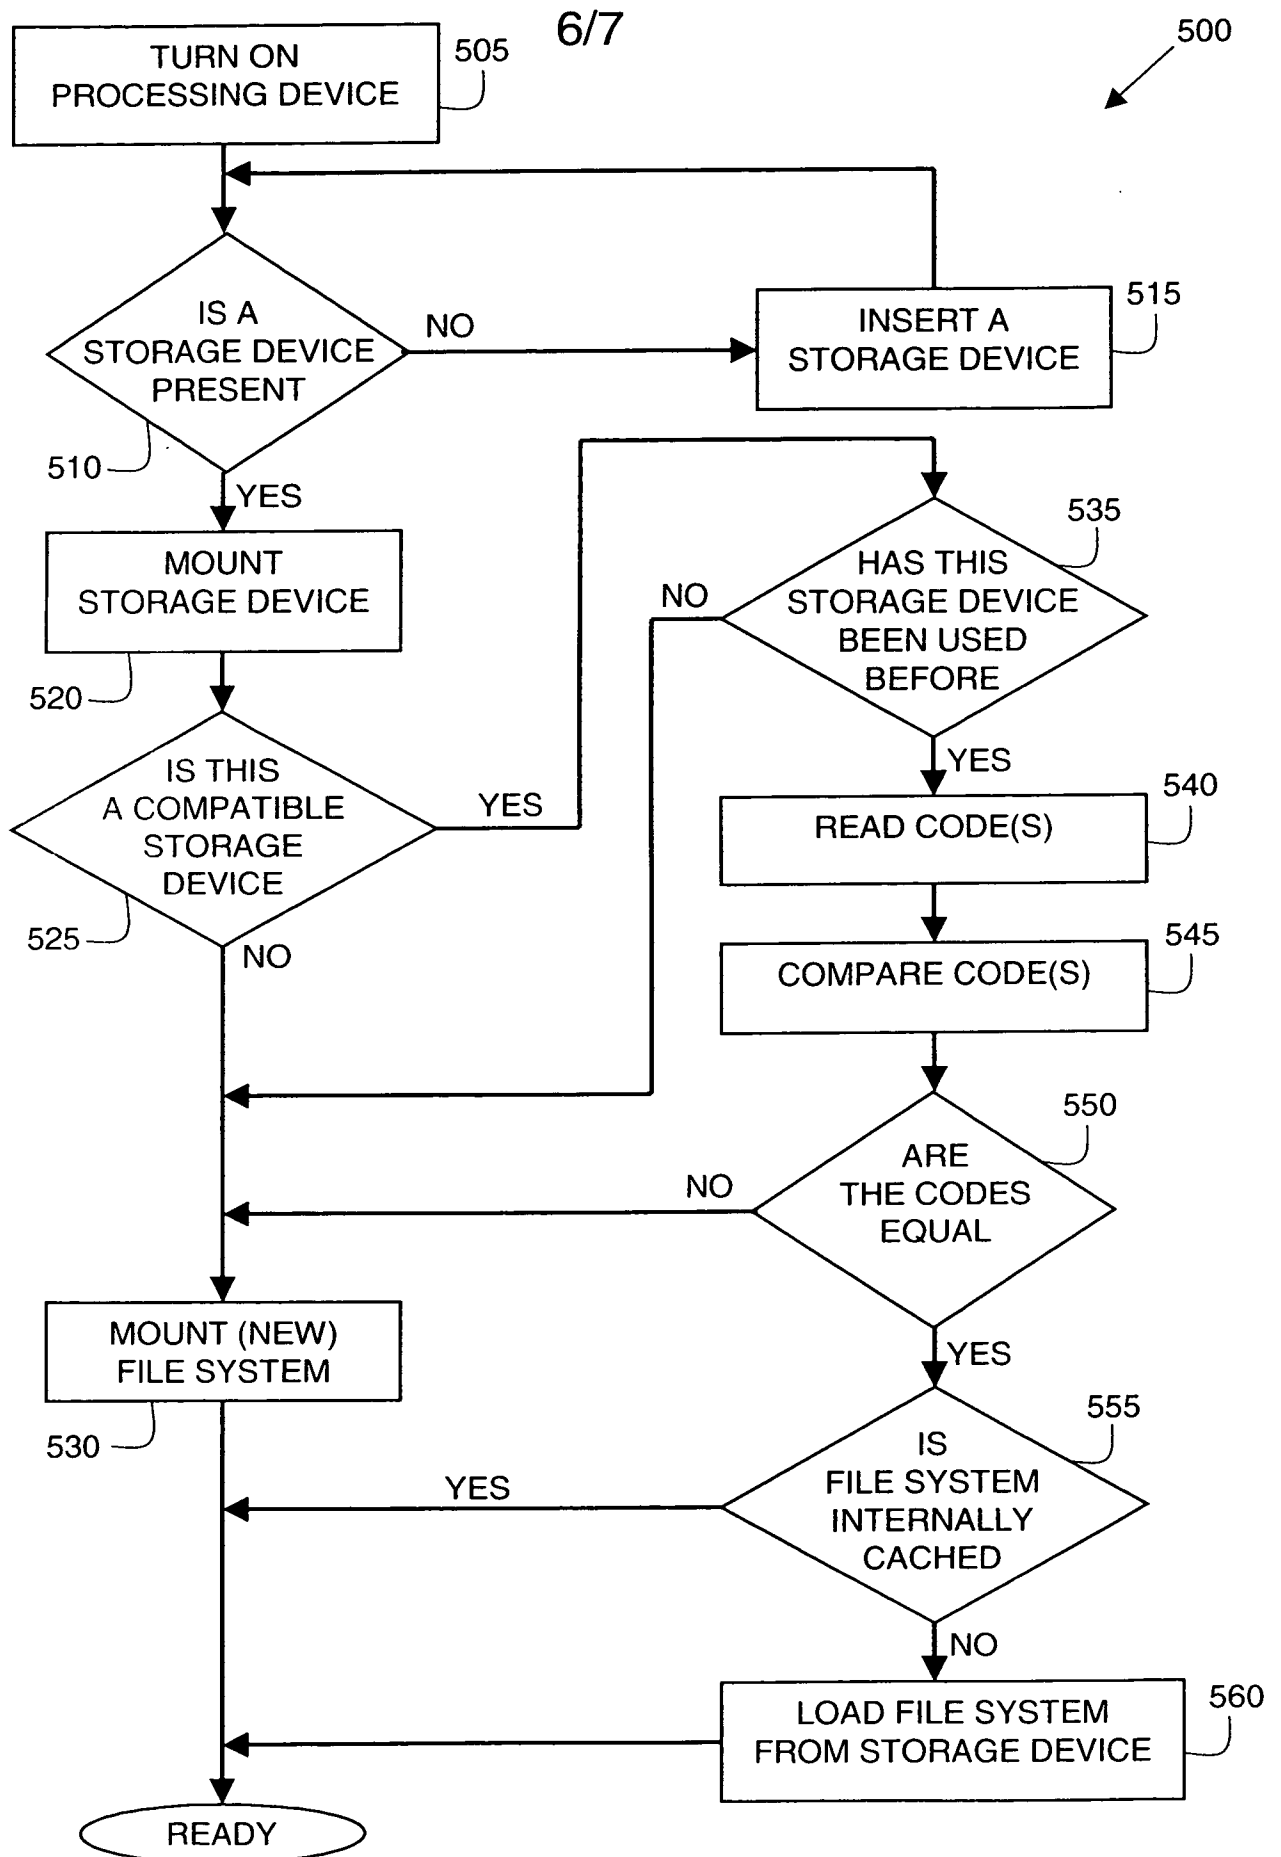 6/7
500
TURN ON
PROCESSING DEVICE
505
IS A
STORAGE DEVICE
PRESENT
510
NO
INSERT A
STORAGE DEVICE
515
YES
MOUNT
STORAGE DEVICE
520
IS THIS
A COMPATIBLE
STORAGE
DEVICE
525
YES
NO
HAS THIS
STORAGE DEVICE
BEEN USED
BEFORE
535
NO
YES
READ CODE(S)
540
COMPARE CODE(S)
545
ARE
THE CODES
EQUAL
550
NO
YES
MOUNT (NEW)
FILE SYSTEM
530
IS
FILE SYSTEM
INTERNALLY
CACHED
555
YES
NO
LOAD FILE SYSTEM
FROM STORAGE DEVICE
560
READY